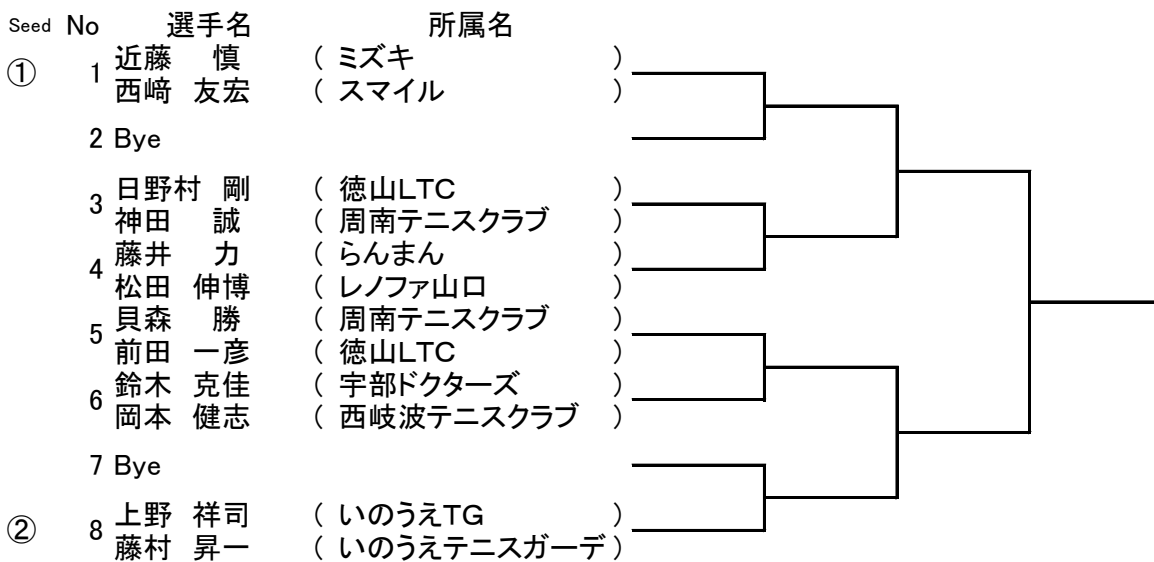 Seed No 選手名 所属名
① 1 近藤 慎 ( ミズキ )
西﨑 友宏 ( スマイル )
2 Bye
3 日野村 剛 ( 徳山LTC )
神田 誠 ( 周南テニスクラブ )
4 藤井 力 ( らんまん )
松田 伸博 ( レノファ山口 )
5 貝森 勝 ( 周南テニスクラブ )
前田 一彦 ( 徳山LTC )
6 鈴木 克佳 ( 宇部ドクターズ )
岡本 健志 ( 西岐波テニスクラブ )
7 Bye
② 8 上野 祥司 ( いのうえTG )
藤村 昇一 ( いのうえテニスガーデ )